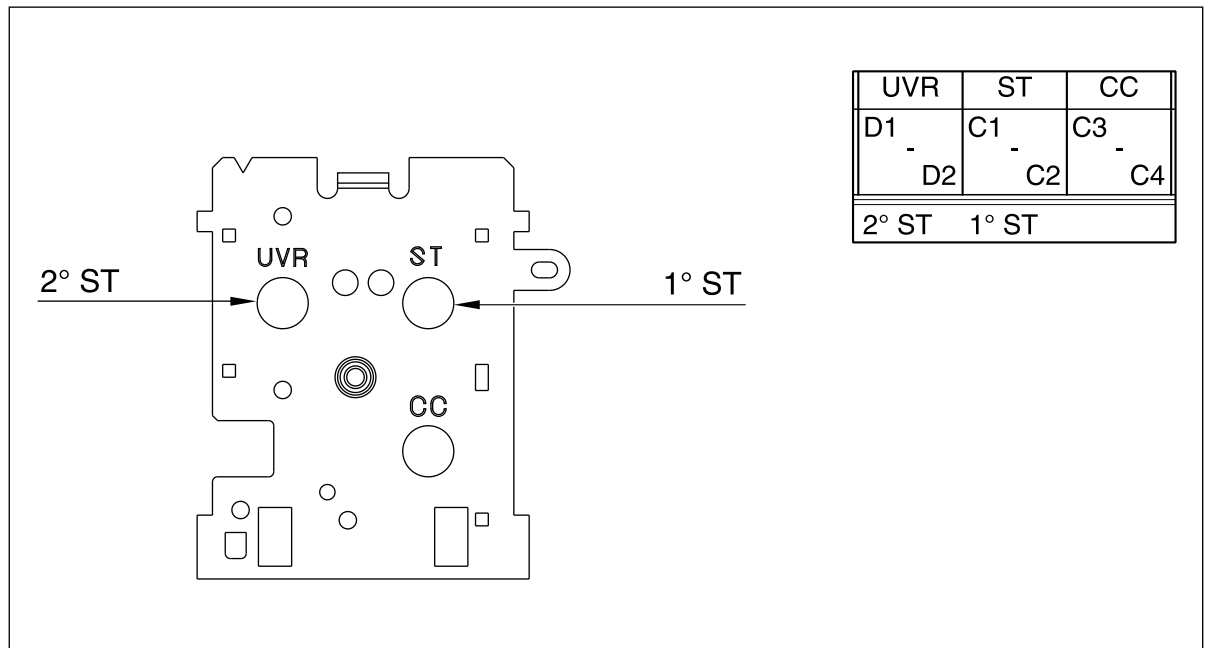 UVR ST CC
D1 - D2 C1 - C2 C3 - C4
2° ST 1° ST
UVR ST
2° ST 1° ST
CC